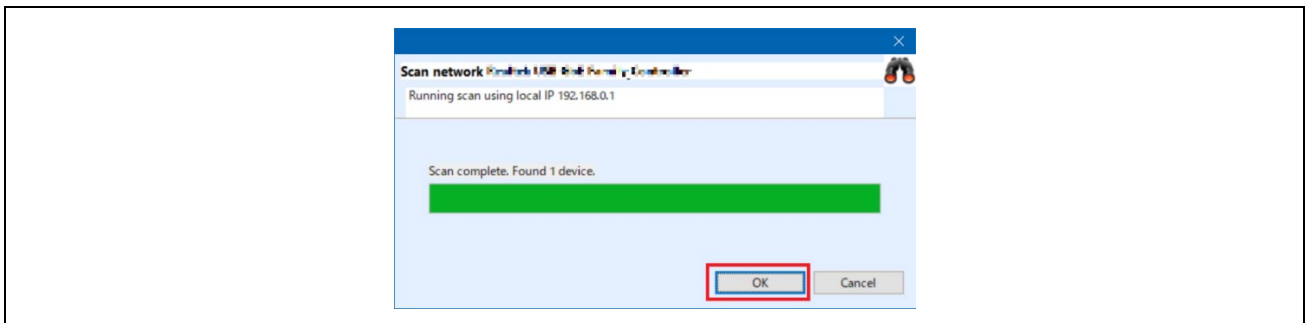 Scan network
Running scan using local IP 192.168.0.1
Scan complete. Found 1 device.
OK
Cancel